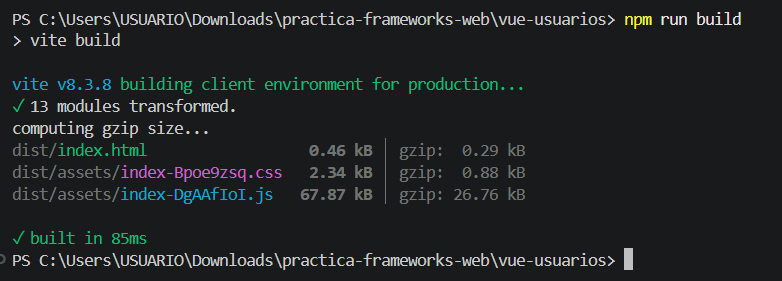 PS C:\Users\USUARIO\Downloads\practica-frameworks-web\vue-usuarios> npm run build
> vite build
vite v8.3.8 building client environment for production...
✓ 13 modules transformed.
computing gzip size...
dist/index.html 0.46 kB │ gzip: 0.29 kB
dist/assets/index-Bpoe9zsq.css 2.34 kB │ gzip: 0.88 kB
dist/assets/index-DgAAfIoI.js 67.87 kB │ gzip: 26.76 kB
✓ built in 85ms
PS C:\Users\USUARIO\Downloads\practica-frameworks-web\vue-usuarios>